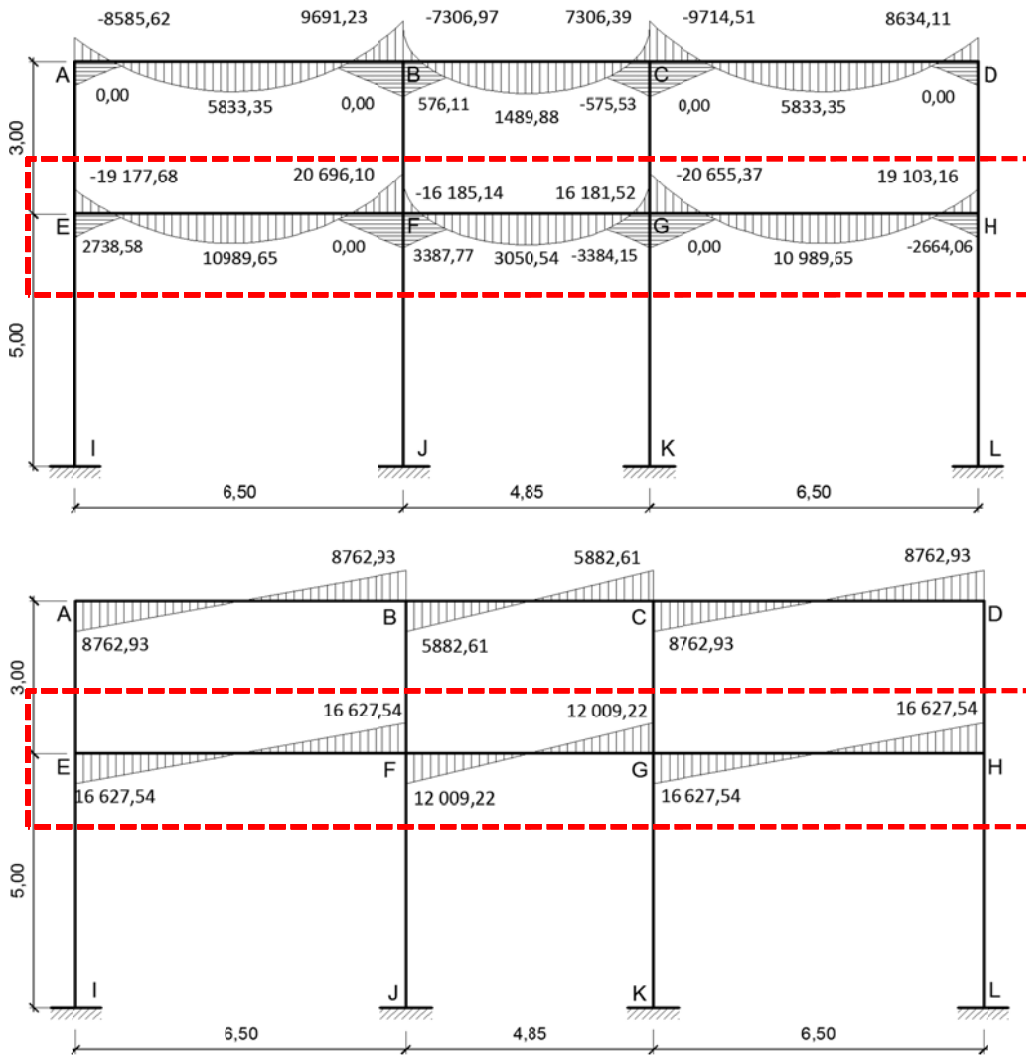 -8585,62 9691,23 -7306,97 7306,39 -9714,51 8634,11
A B C D
0,00 5833,35 0,00 576,11 1489,88 -575,53 0,00 5833,35 0,00
3,00
-19 177,68 20 696,10 -16 185,14 16 181,52 -20 655,37 19 103,16
E F G H
2738,58 10989,65 0,00 3387,77 3050,54 -3384,15 0,00 10 989,55 -2664,06
5,00
I J K L
6,50 4,85 6,50
8762,93 5882,61 8762,93
A B C D
8762,93 5882,61 8762,93
3,00
16 627,54 12 009,22 16 627,54
E F G H
16 627,54 12 009,22 16 627,54
5,00
I J K L
6,50 4,85 6,50